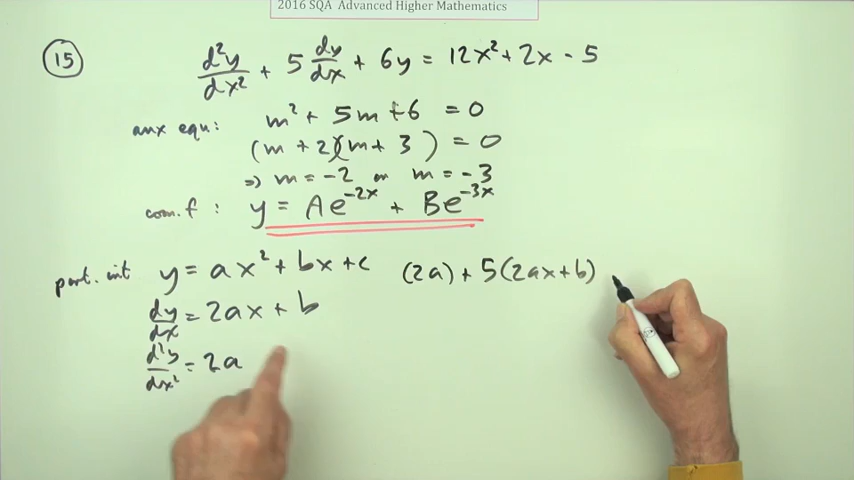 2016 SQA Advanced Higher Mathematics
15 d²y/dx² + 5 dy/dx + 6y = 12x² + 2x - 5
aux equ: m² + 5m + 6 = 0
(m + 2)(m + 3) = 0
=> m = -2 or m = -3
com.f : y = Ae^-2x + Be^-3x
part. int y = ax² + bx + c (2a) + 5(2ax+b)
dy/dx = 2ax + b
d²y/dx² = 2a